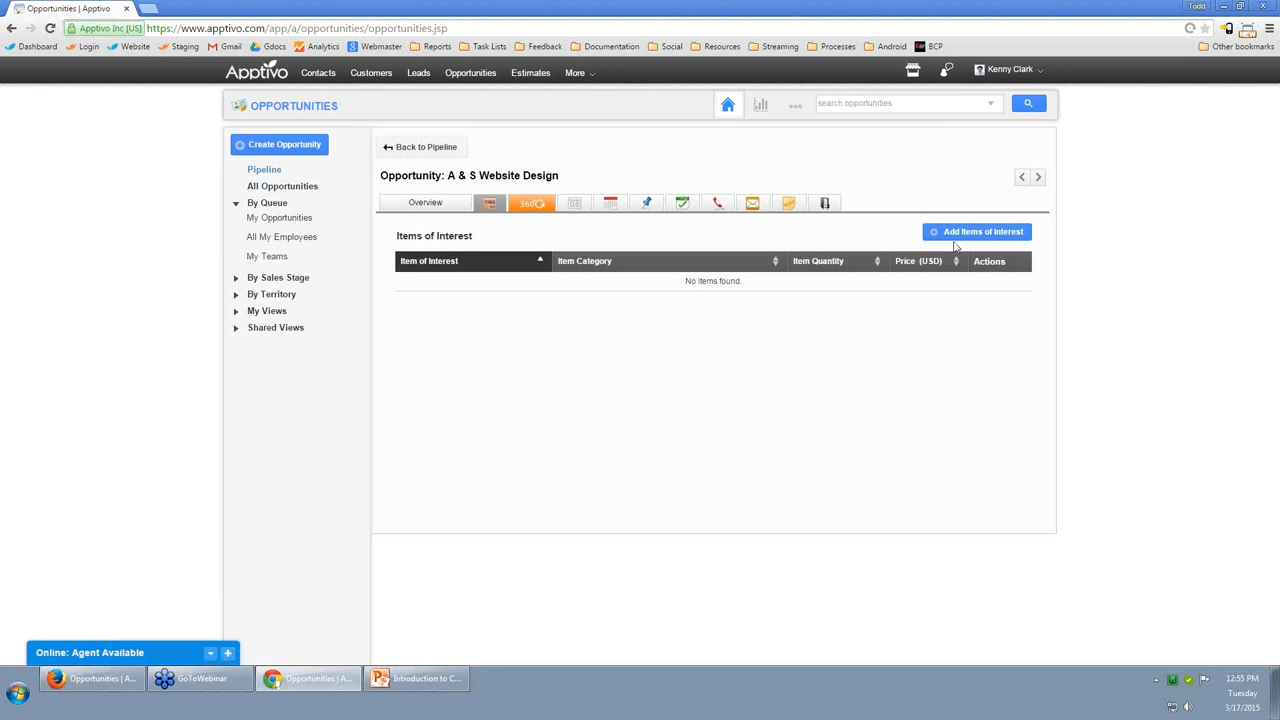 Opportunities | Apptivo
Todd
Apptivo Inc [US] https://www.apptivo.com/app/a/opportunities/opportunities.jsp
Dashboard Login Website Staging Gmail Gdocs Analytics Webmaster Reports Task Lists Feedback Documentation Social Resources Streaming Processes Android BCP Other bookmarks
Apptivo Contacts Customers Leads Opportunities Estimates More Kenny Clark
OPPORTUNITIES search opportunities
Create Opportunity
Back to Pipeline
Pipeline
Opportunity: A & S Website Design
All Opportunities
By Queue
Overview 360
My Opportunities
Add Items of Interest
All My Employees
Items of Interest
My Teams
Item of Interest Item Category Item Quantity Price (USD) Actions
By Sales Stage
No items found.
By Territory
My Views
Shared Views
Online: Agent Available
Opportunities | A... GoToWebinar Opportunities | A... Introduction to C...
12:55 PM
Tuesday
3/17/2015